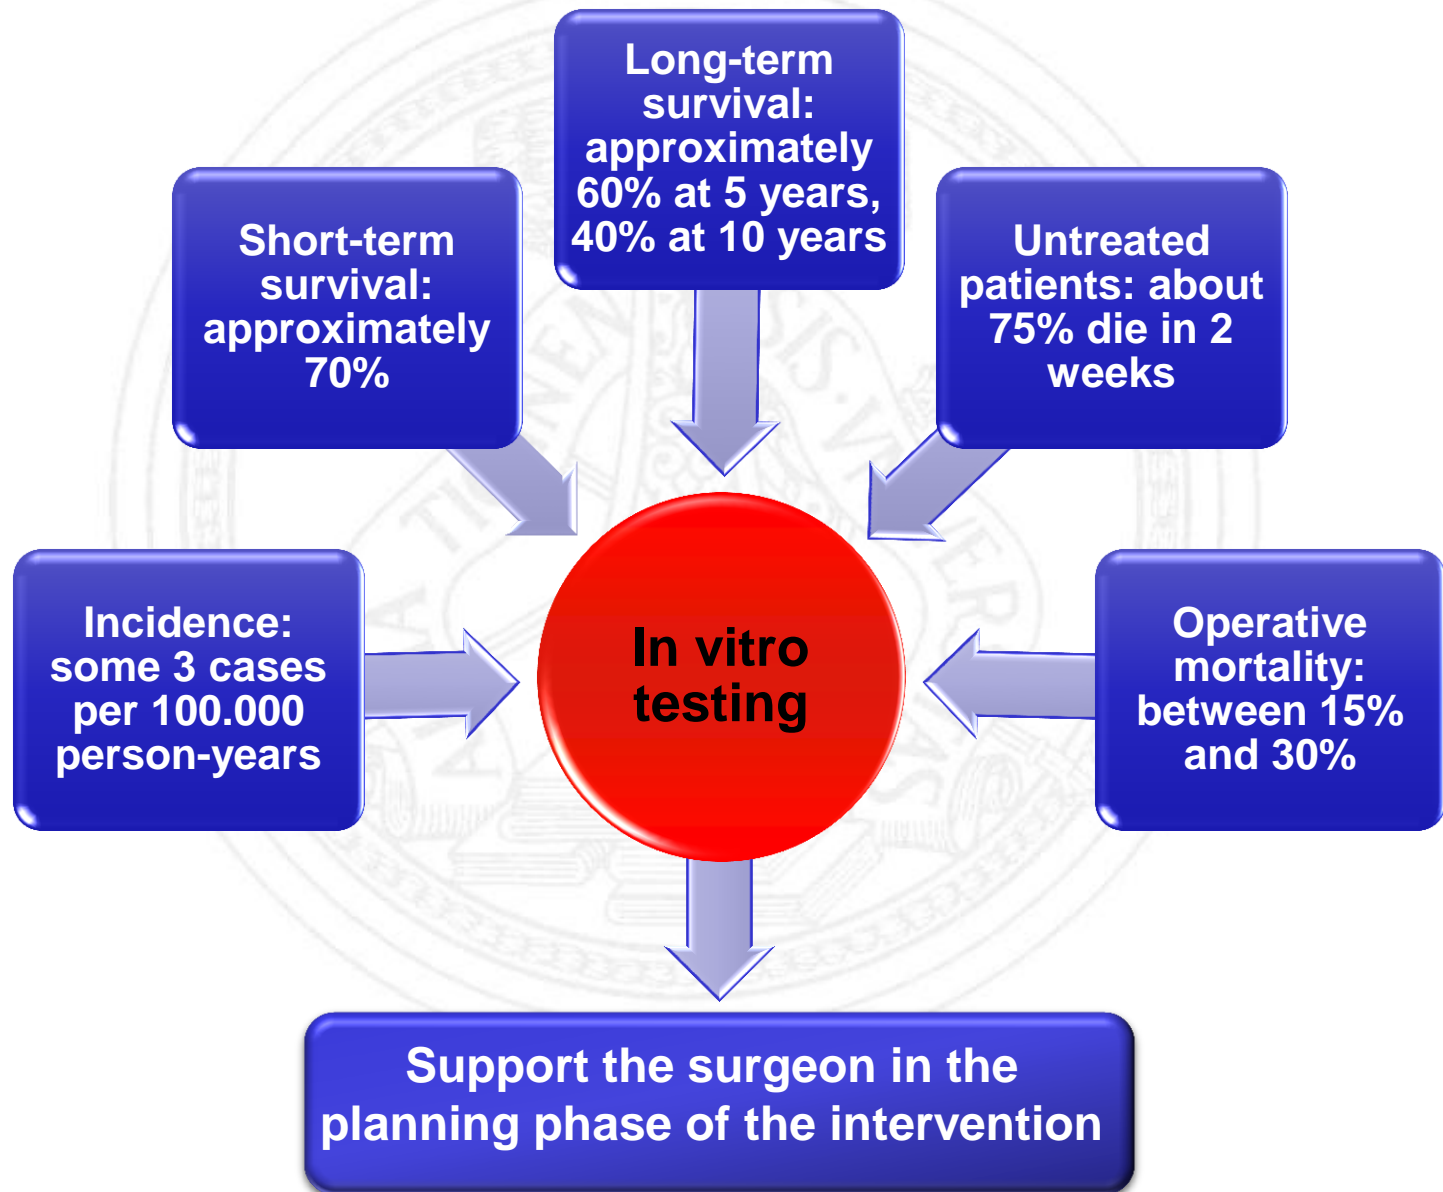 Long-term
survival:
approximately
60% at 5 years,
40% at 10 years
Short-term
survival:
approximately
70%
Untreated
patients: about
75% die in 2
weeks
Incidence:
some 3 cases
per 100.000
person-years
In vitro
testing
Operative
mortality:
between 15%
and 30%
Support the surgeon in the
planning phase of the intervention